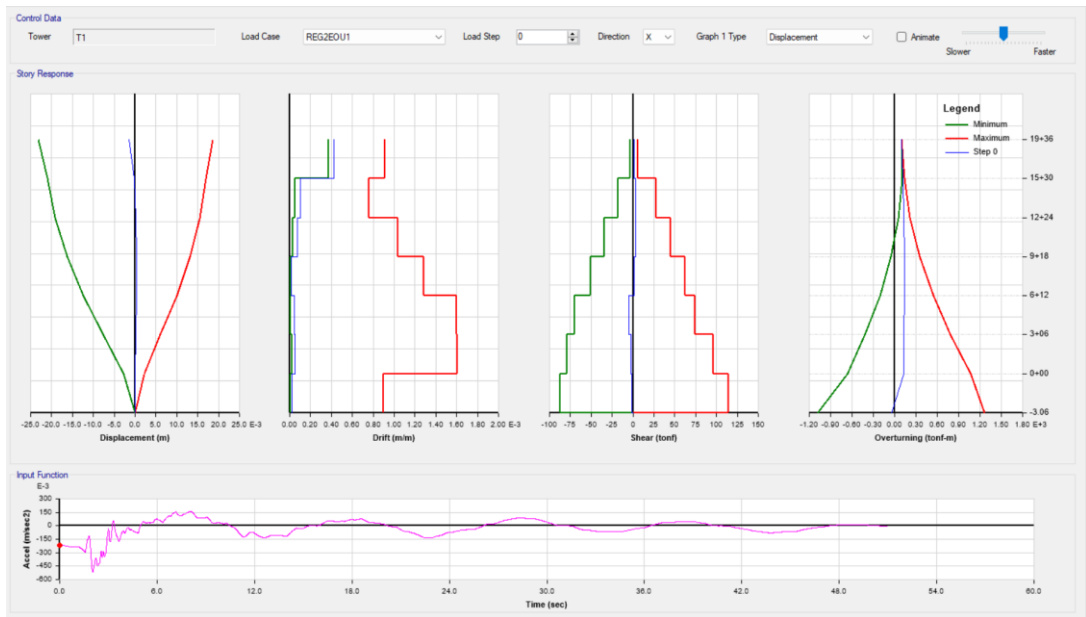 Control Data
Tower T1 Load Case REG2EOU1 Load Step 0 Direction X Graph 1 Type Displacement Animate
Slower Faster
Story Response
Legend
Minimum
Maximum
Step 0
19+36
15+30
12+24
9+18
6+12
3+06
0+00
-3.06
-25.0 -20.0 -15.0 -10.0 -5.0 0.0 5.0 10.0 15.0 20.0 25.0 E-3
Displacement (m)
0.00 0.20 0.40 0.60 0.80 1.00 1.20 1.40 1.60 1.80 2.00 E-3
Drift (m/m)
-100 -75 -50 -25 0 25 50 75 100 125 150
Shear (tonf)
-1.20 -0.90 -0.60 -0.30 0.00 0.30 0.60 0.90 1.20 1.50 1.80 E+3
Overturning (tonf-m)
Input Function
E-3
300
150
0
-150
-300
-450
-600
Accel (m/sec2)
0.0 6.0 12.0 18.0 24.0 30.0 36.0 42.0 48.0 54.0 60.0
Time (sec)